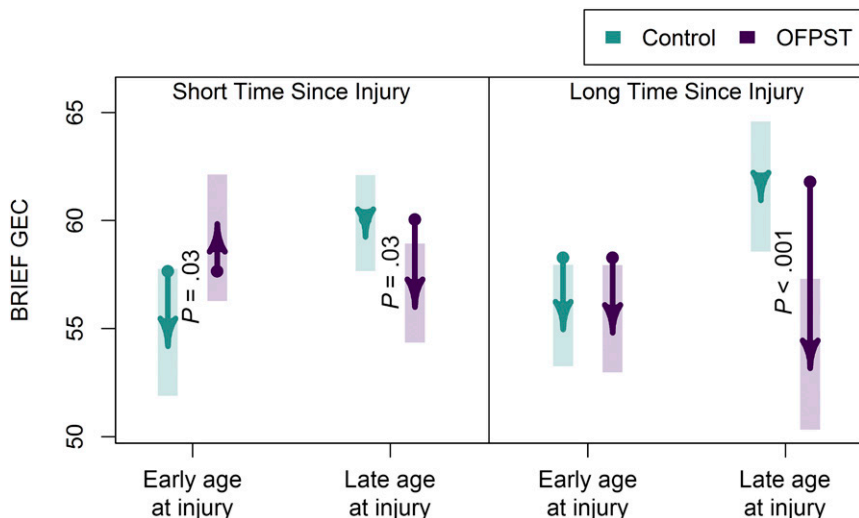 Control OFPST
Short Time Since Injury Long Time Since Injury
BRIEF GEC
65
60
55
50
P = .03
P = .03
P < .001
Early age at injury
Late age at injury
Early age at injury
Late age at injury